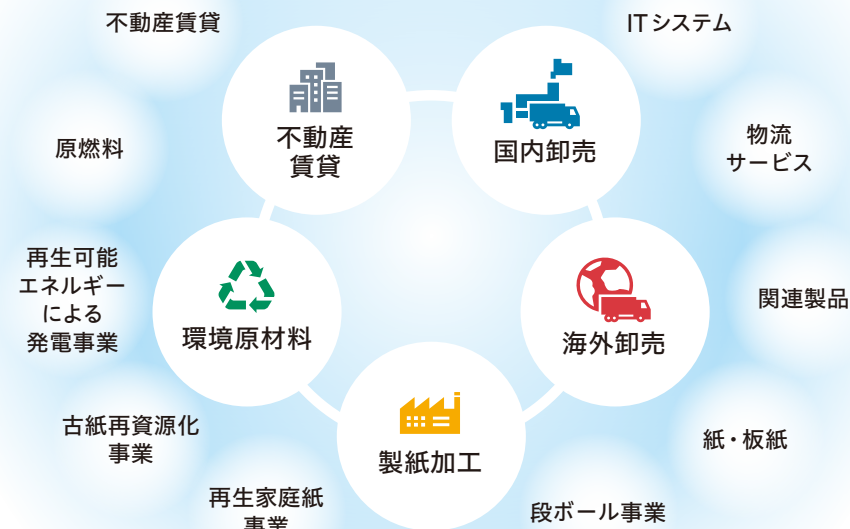 不動産賃貸
ITシステム
不動産
賃貸
国内卸売
原燃料
物流
サービス
再生可能
エネルギー
による
発電事業
環境原材料
海外卸売
関連製品
古紙再資源化
事業
製紙加工
紙・板紙
再生家庭紙
事業
段ボール事業